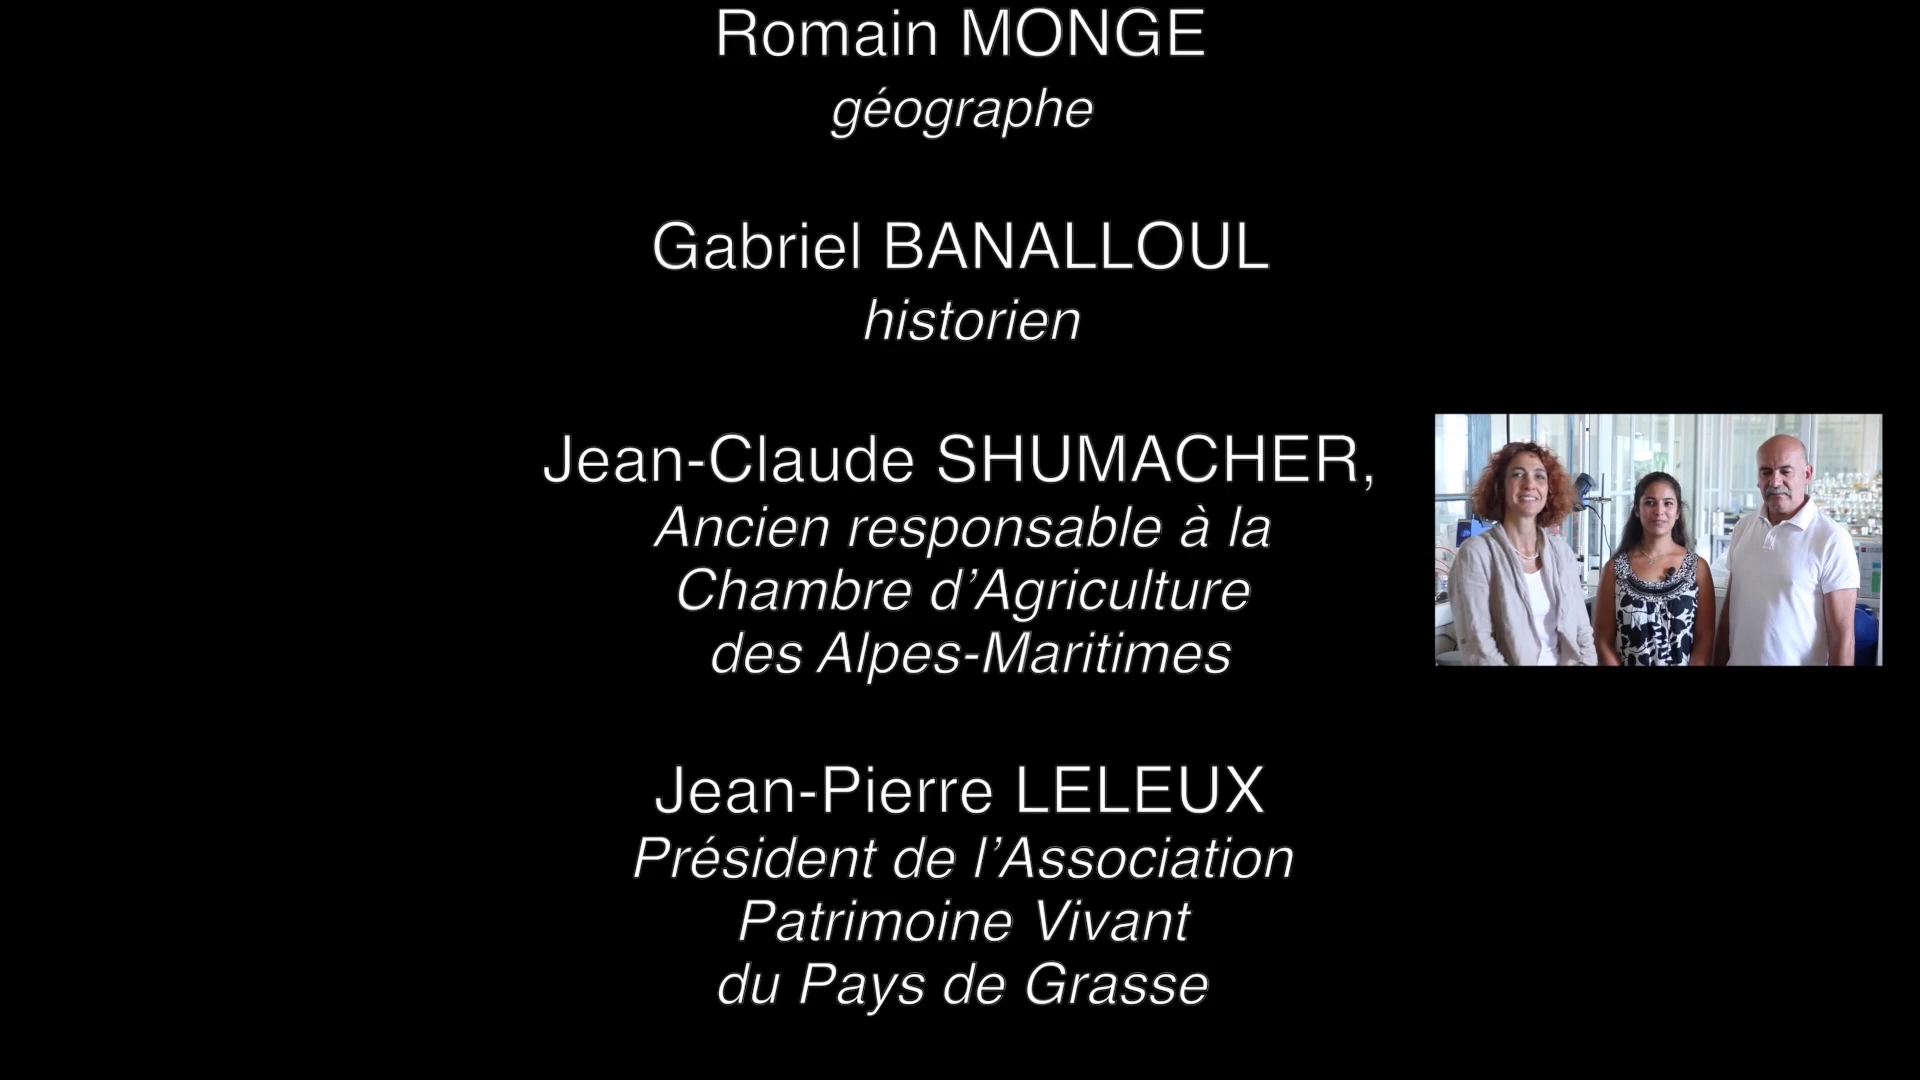 Romain MONGE
géographe
Gabriel BANALLOUL
historien
Jean-Claude SHUMACHER,
Ancien responsable à la
Chambre d’Agriculture
des Alpes-Maritimes
Jean-Pierre LELEUX
Président de l’Association
Patrimoine Vivant
du Pays de Grasse